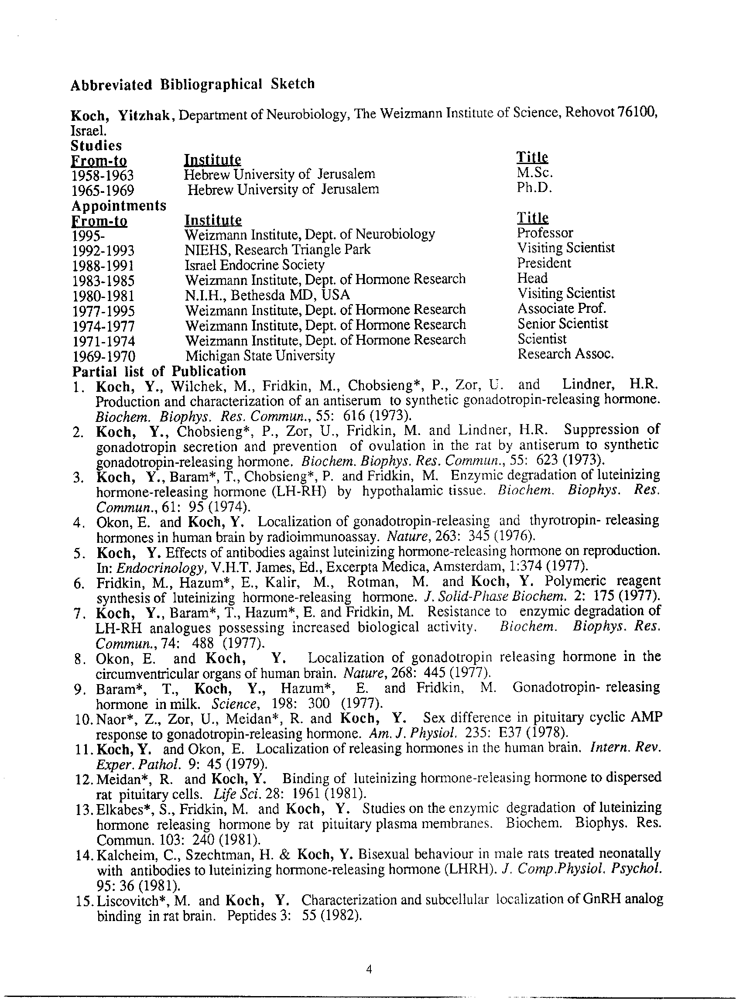 Abbreviated Bibliographical Sketch
Koch, Yitzhak, Department of Neurobiology, The Weizmann Institute of Science, Rehovot 76100,
Israel.
Studies
From-to Institute Title
1958-1963 Hebrew University of Jerusalem M.Sc.
1965-1969 Hebrew University of Jerusalem Ph.D.
Appointments
From-to Institute Title
1995- Weizmann Institute, Dept. of Neurobiology Professor
1992-1993 NIEHS, Research Triangle Park Visiting Scientist
1988-1991 Israel Endocrine Society President
1983-1985 Weizmann Institute, Dept. of Hormone Research Head
1980-1981 N.I.H., Bethesda MD, USA Visiting Scientist
1977-1995 Weizmann Institute, Dept. of Hormone Research Associate Prof.
1974-1977 Weizmann Institute, Dept. of Hormone Research Senior Scientist
1971-1974 Weizmann Institute, Dept. of Hormone Research Scientist
1969-1970 Michigan State University Research Assoc.
Partial list of Publication
1. Koch, Y., Wilchek, M., Fridkin, M., Chobsieng*, P., Zor, U. and Lindner, H.R.
Production and characterization of an antiserum to synthetic gonadotropin-releasing hormone.
Biochem. Biophys. Res. Commun., 55: 616 (1973).
2. Koch, Y., Chobsieng*, P., Zor, U., Fridkin, M. and Lindner, H.R. Suppression of
gonadotropin secretion and prevention of ovulation in the rat by antiserum to synthetic
gonadotropin-releasing hormone. Biochem. Biophys. Res. Commun., 55: 623 (1973).
3. Koch, Y., Baram*, T., Chobsieng*, P. and Fridkin, M. Enzymic degradation of luteinizing
hormone-releasing hormone (LH-RH) by hypothalamic tissue. Biochem. Biophys. Res.
Commun., 61: 95 (1974).
4. Okon, E. and Koch, Y. Localization of gonadotropin-releasing and thyrotropin- releasing
hormones in human brain by radioimmunoassay. Nature, 263: 345 (1976).
5. Koch, Y. Effects of antibodies against luteinizing hormone-releasing hormone on reproduction.
In: Endocrinology, V.H.T. James, Ed., Excerpta Medica, Amsterdam, 1:374 (1977).
6. Fridkin, M., Hazum*, E., Kalir, M., Rotman, M. and Koch, Y. Polymeric reagent
synthesis of luteinizing hormone-releasing hormone. J. Solid-Phase Biochem. 2: 175 (1977).
7. Koch, Y., Baram*, T., Hazum*, E. and Fridkin, M. Resistance to enzymic degradation of
LH-RH analogues possessing increased biological activity. Biochem. Biophys. Res.
Commun., 74: 488 (1977).
8. Okon, E. and Koch, Y. Localization of gonadotropin releasing hormone in the
circumventricular organs of human brain. Nature, 268: 445 (1977).
9. Baram*, T., Koch, Y., Hazum*, E. and Fridkin, M. Gonadotropin- releasing
hormone in milk. Science, 198: 300 (1977).
10. Naor*, Z., Zor, U., Meidan*, R. and Koch, Y. Sex difference in pituitary cyclic AMP
response to gonadotropin-releasing hormone. Am. J. Physiol. 235: E37 (1978).
11. Koch, Y. and Okon, E. Localization of releasing hormones in the human brain. Intern. Rev.
Exper. Pathol. 9: 45 (1979).
12. Meidan*, R. and Koch, Y. Binding of luteinizing hormone-releasing hormone to dispersed
rat pituitary cells. Life Sci. 28: 1961 (1981).
13. Elkabes*, S., Fridkin, M. and Koch, Y. Studies on the enzymic degradation of luteinizing
hormone releasing hormone by rat pituitary plasma membranes. Biochem. Biophys. Res.
Commun. 103: 240 (1981).
14. Kalcheim, C., Szechtman, H. & Koch, Y. Bisexual behaviour in male rats treated neonatally
with antibodies to luteinizing hormone-releasing hormone (LHRH). J. Comp.Physiol. Psychol.
95: 36 (1981).
15. Liscovitch*, M. and Koch, Y. Characterization and subcellular localization of GnRH analog
binding in rat brain. Peptides 3: 55 (1982).
4